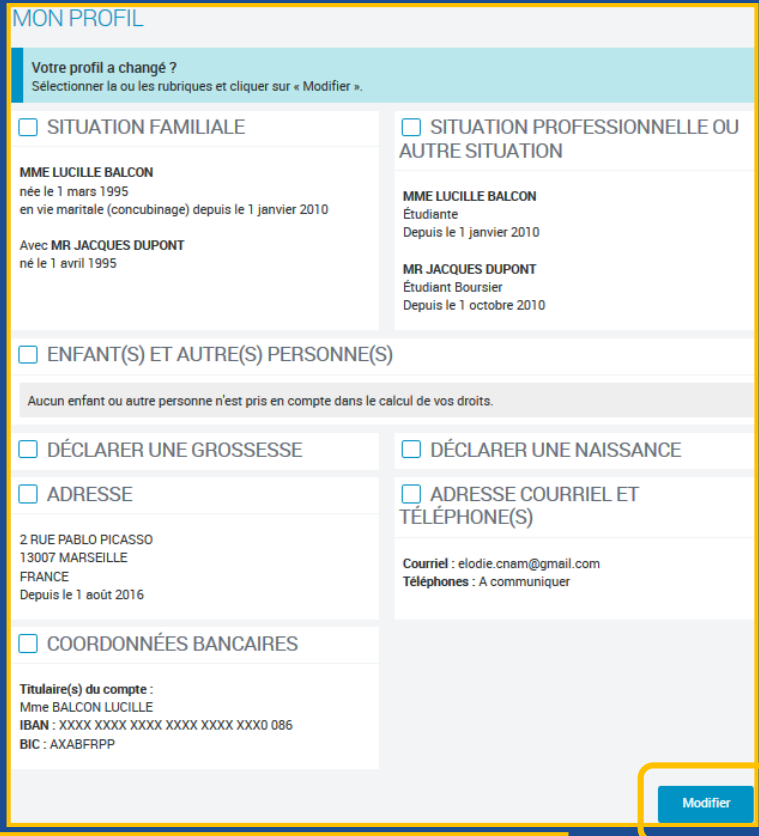 MON PROFIL
Votre profil a changé ?
Sélectionner la ou les rubriques et cliquer sur « Modifier ».
SITUATION FAMILIALE
MME LUCILLE BALCON
née le 1 mars 1995
en vie maritale (concubinage) depuis le 1 janvier 2010
Avec MR JACQUES DUPONT
né le 1 avril 1995
SITUATION PROFESSIONNELLE OU
AUTRE SITUATION
MME LUCILLE BALCON
Étudiante
Depuis le 1 janvier 2010
MR JACQUES DUPONT
Étudiant Boursier
Depuis le 1 octobre 2010
ENFANT(S) ET AUTRE(S) PERSONNE(S)
Aucun enfant ou autre personne n'est pris en compte dans le calcul de vos droits.
DÉCLARER UNE GROSSESSE
DÉCLARER UNE NAISSANCE
ADRESSE
2 RUE PABLO PICASSO
13007 MARSEILLE
FRANCE
Depuis le 1 août 2016
ADRESSE COURRIEL ET
TÉLÉPHONE(S)
Courriel : elodie.cnam@gmail.com
Téléphones : A communiquer
COORDONNÉES BANCAIRES
Titulaire(s) du compte :
Mme BALCON LUCILLE
IBAN : XXXX XXXX XXXX XXXX XXXX XXX0 086
BIC : AXABFRPP
Modifier